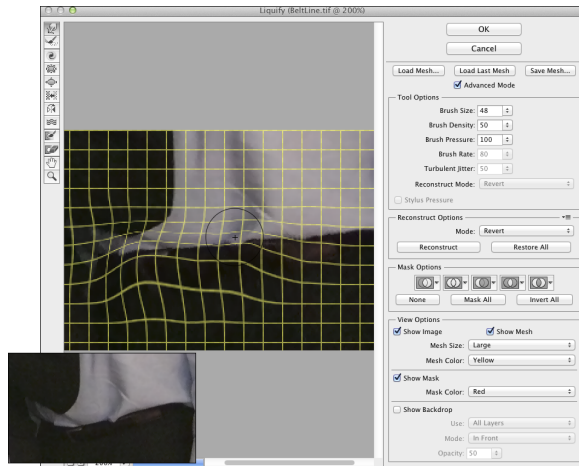 Liquify (BeltLine.tif @ 200%)
OK
Cancel
Load Mesh...
Load Last Mesh
Save Mesh...
Advanced Mode
Tool Options
Brush Size: 48
Brush Density: 50
Brush Pressure: 100
Brush Rate: 80
Turbulent Jitter: 50
Reconstruct Mode: Revert
Stylus Pressure
Reconstruct Options
Mode: Revert
Reconstruct
Restore All
Mask Options
None
Mask All
Invert All
View Options
Show Image
Show Mesh
Mesh Size: Large
Mesh Color: Yellow
Show Mask
Mask Color: Red
Show Backdrop
Use: All Layers
Mode: In Front
Opacity: 50
200%